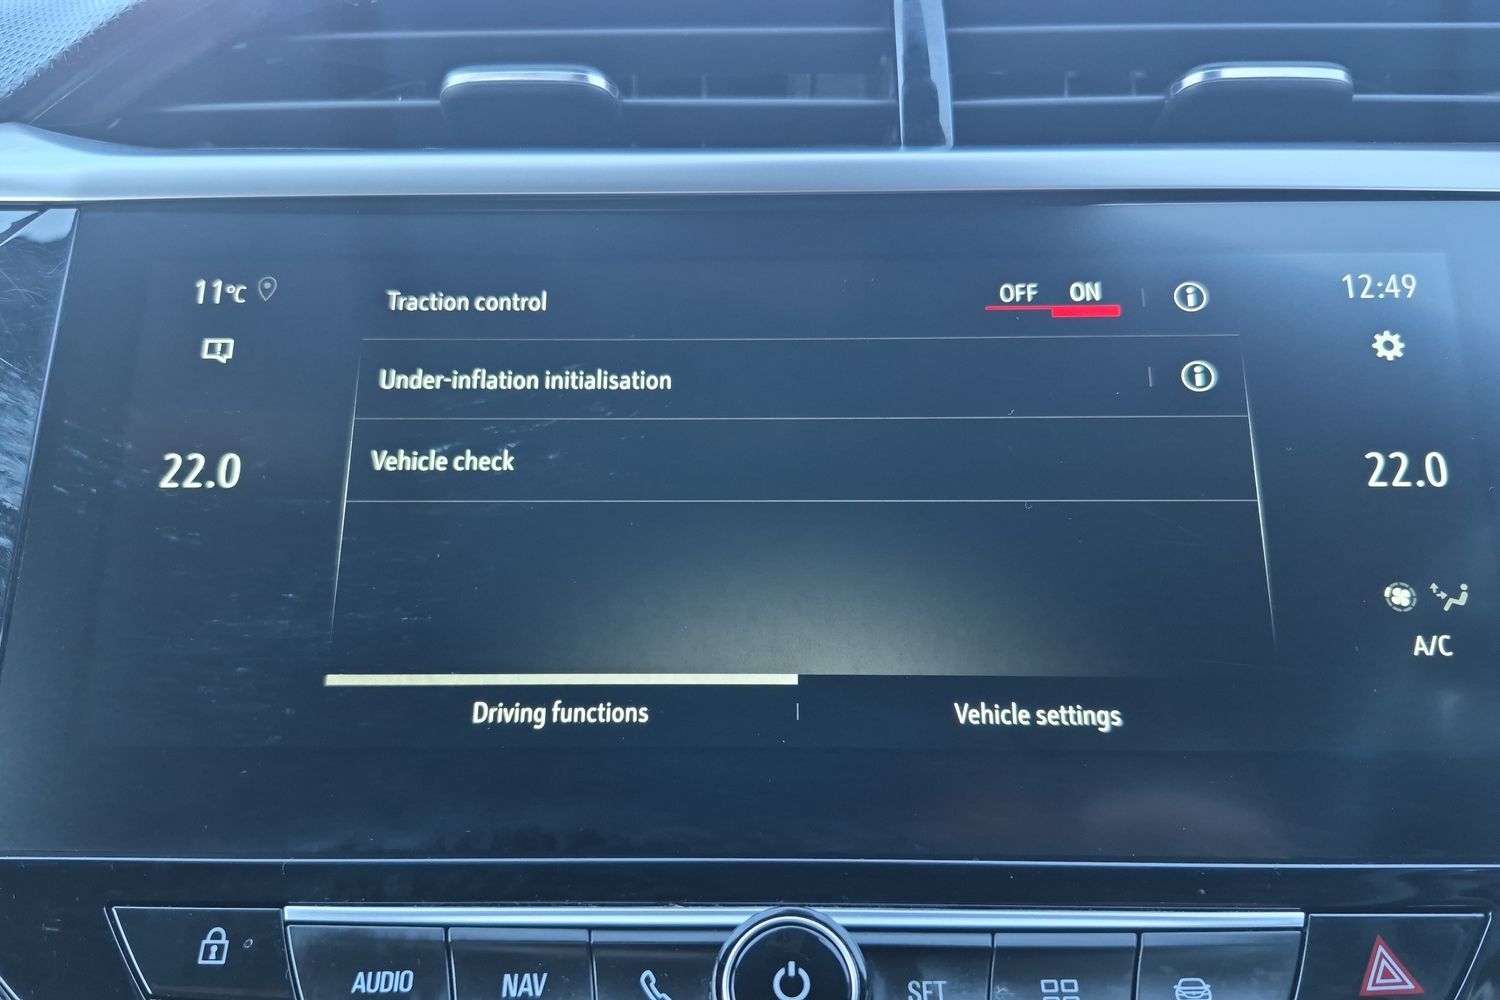 11°C
Traction control
OFF ON
12:49
Under-inflation initialisation
22.0
Vehicle check
22.0
A/C
Driving functions
Vehicle settings
AUDIO
NAV
SET